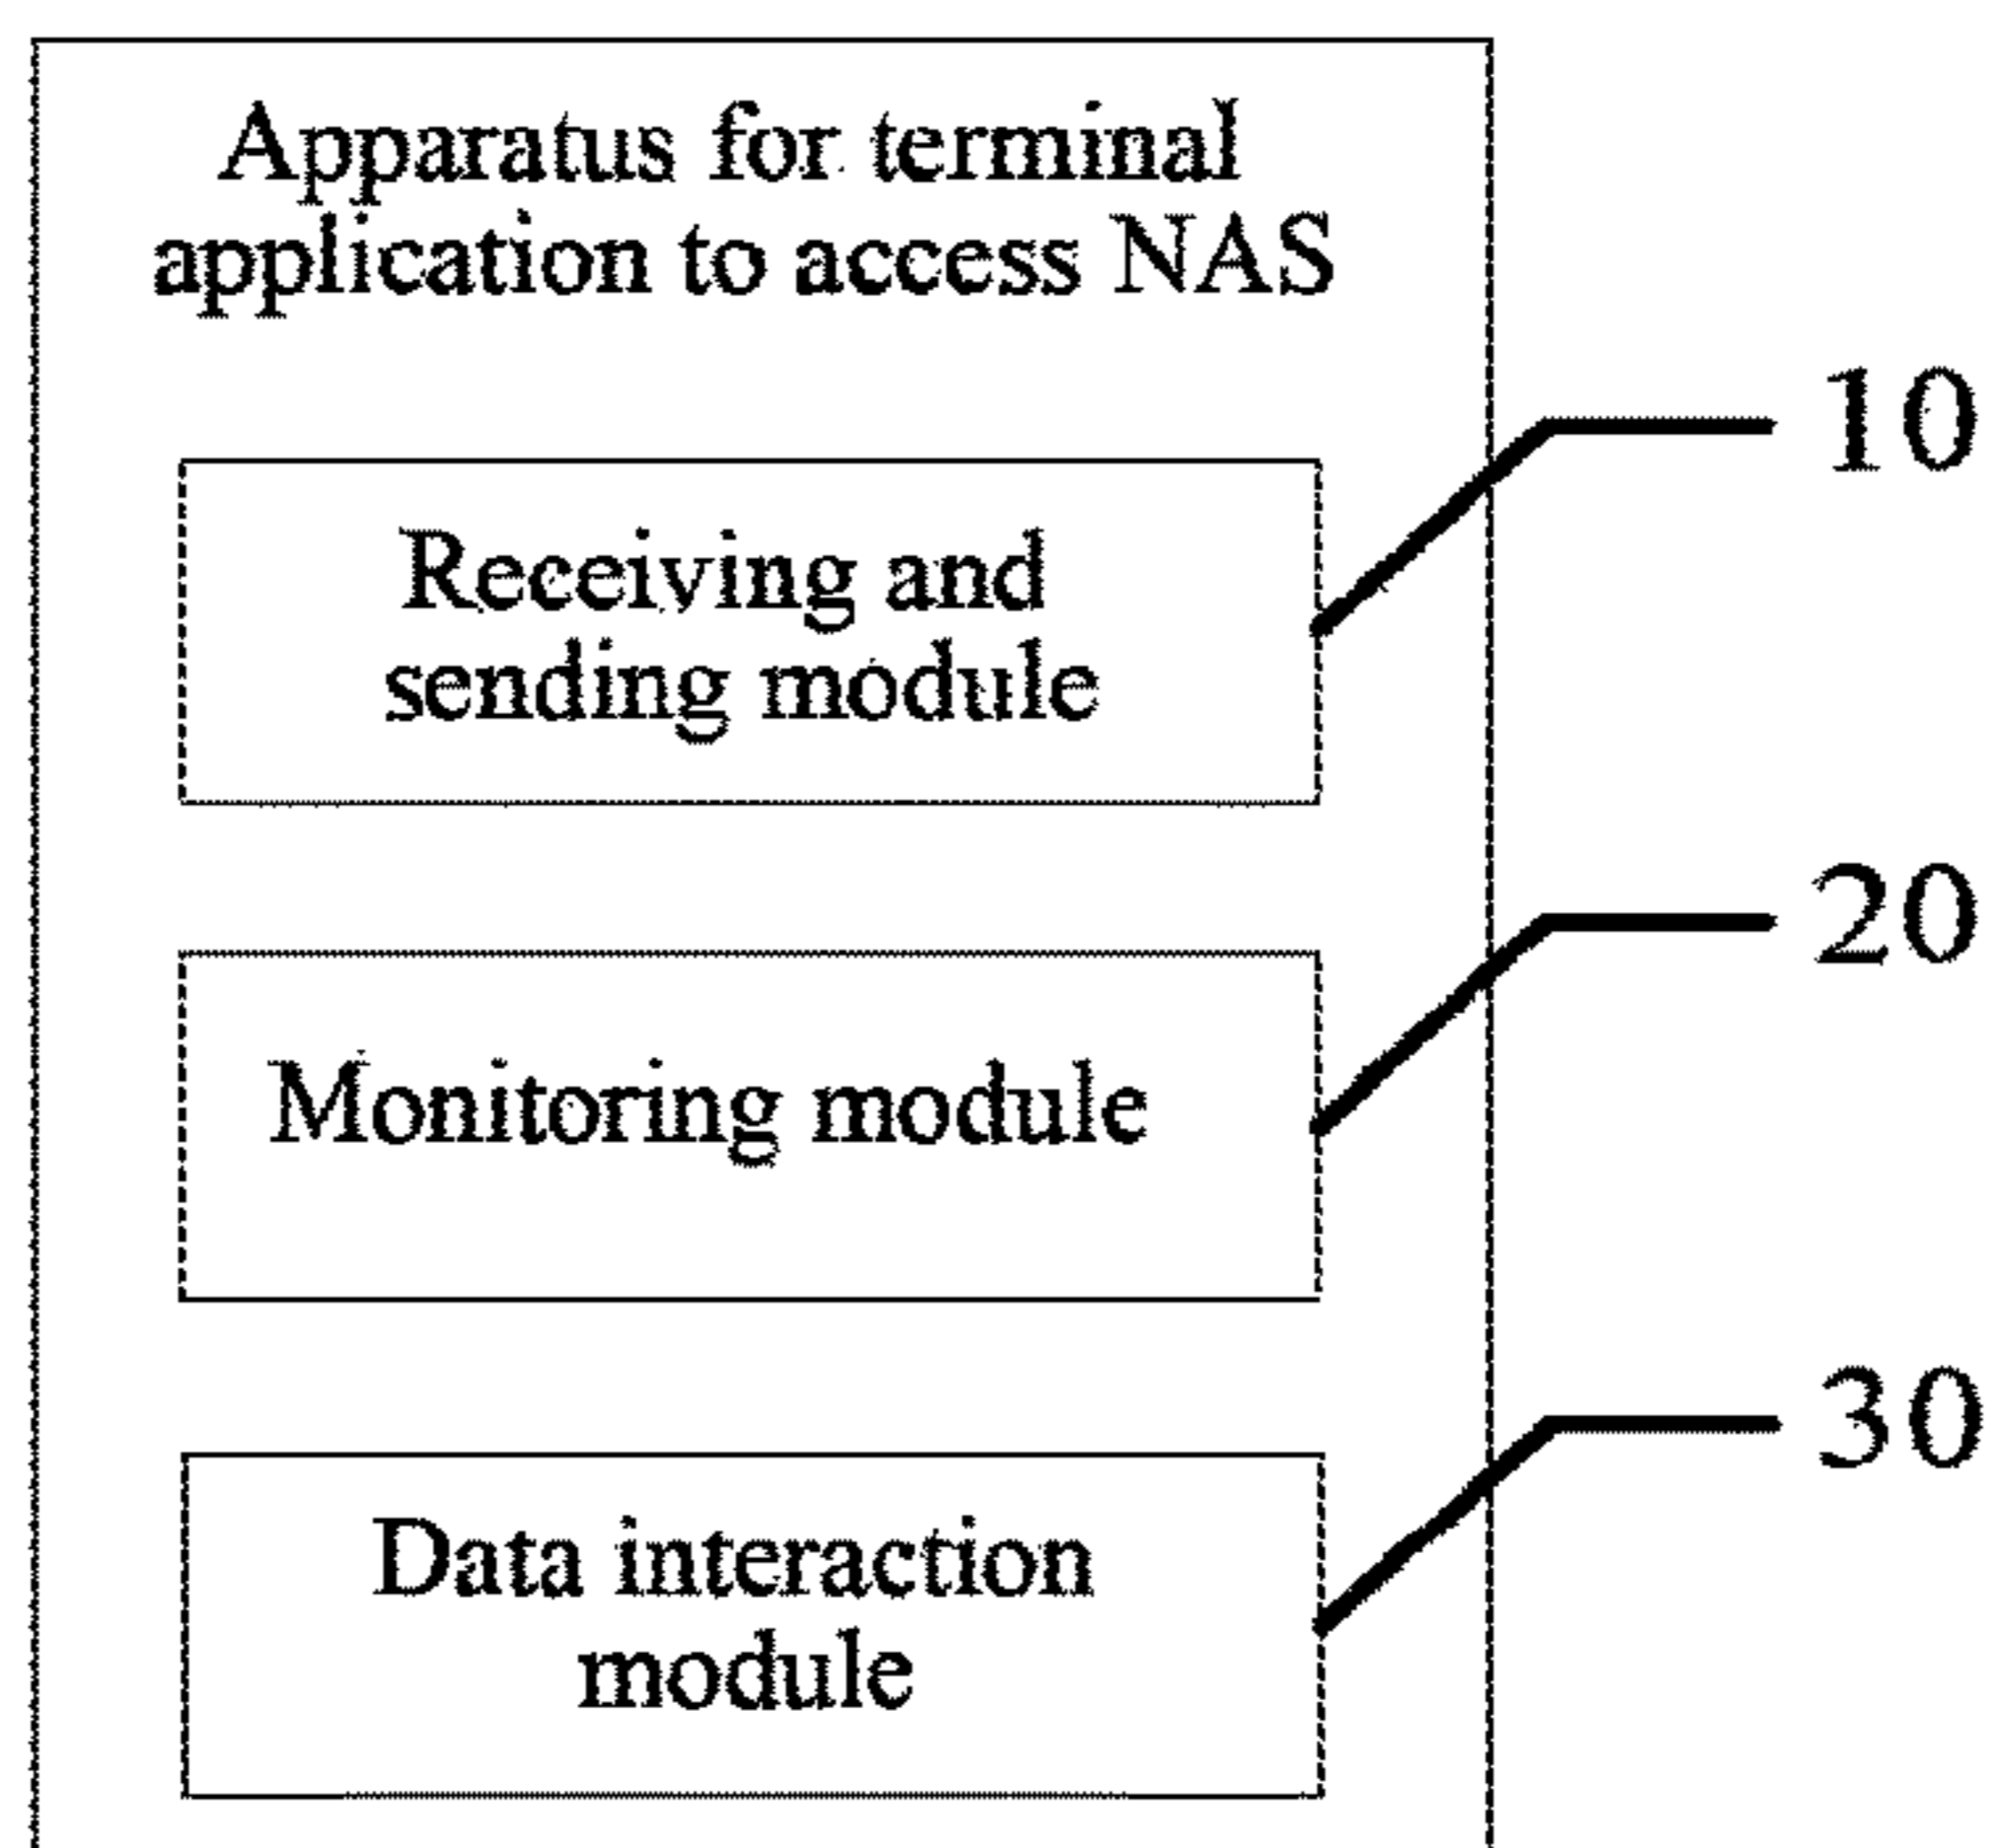 Apparatus for terminal
application to access NAS
10
Receiving and
sending module
20
Monitoring module
30
Data interaction
module